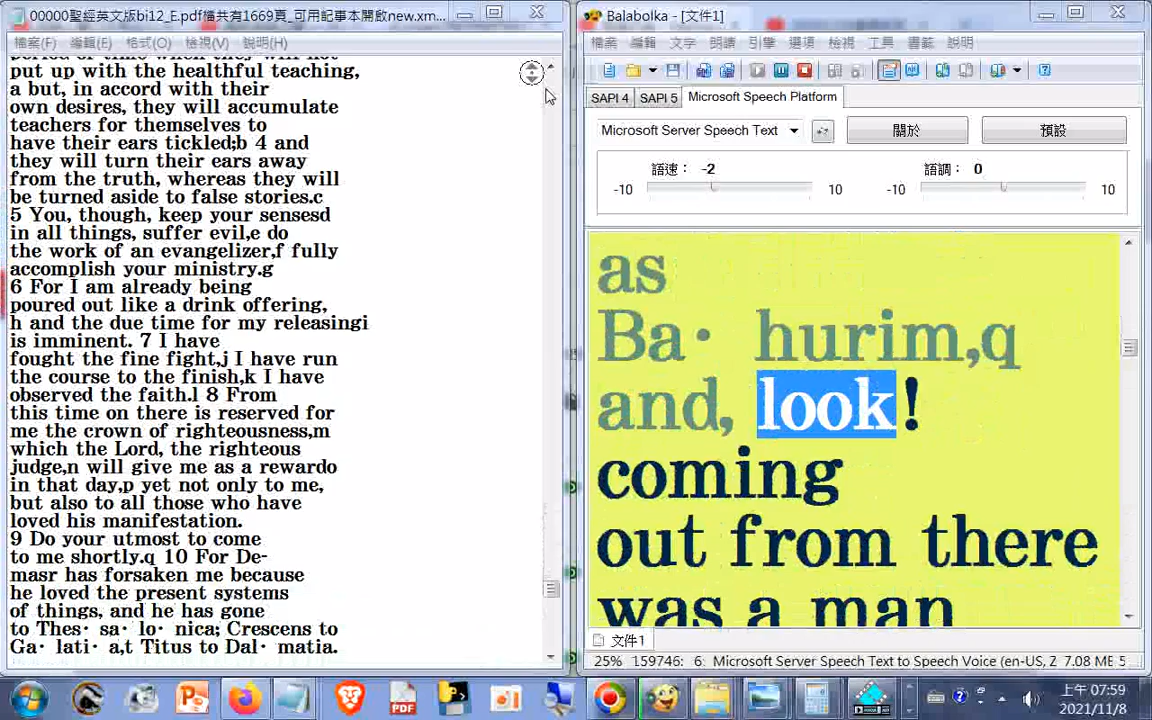 00000聖經英文版bi12_E.pdf檔共有1669頁_可用記事本開啟new.xm...
檔案(F) 編輯(E) 格式(O) 檢視(V) 說明(H)
put up with the healthful teaching,
a but, in accord with their
own desires, they will accumulate
teachers for themselves to
have their ears tickled;b 4 and
they will turn their ears away
from the truth, whereas they will
be turned aside to false stories.c
5 You, though, keep your sensesd
in all things, suffer evil,e do
the work of an evangelizer,f fully
accomplish your ministry.g
6 For I am already being
poured out like a drink offering,
h and the due time for my releasingi
is imminent. 7 I have
fought the fine fight,j I have run
the course to the finish,k I have
observed the faith.l 8 From
this time on there is reserved for
me the crown of righteousness,m
which the Lord, the righteous
judge,n will give me as a rewardo
in that day,p yet not only to me,
but also to all those who have
loved his manifestation.
9 Do your utmost to come
to me shortly.q 10 For De-
masr has forsaken me because
he loved the present systems
of things, and he has gone
to Thes· sa· lo· nica; Crescens to
Ga· lati· a,t Titus to Dal· matia.
Balabolka - [文件1]
檔案 編輯 文字 朗讀 引擎 選項 檢視 工具 書籤 說明
SAPI 4 SAPI 5 Microsoft Speech Platform
Microsoft Server Speech Text 關於 預設
語速： -2 語調： 0
-10 10 -10 10
as
Ba· hurim,q
and, look!
coming
out from there
was a man
文件1
25% 159746: 6: Microsoft Server Speech Text to Speech Voice (en-US, 2 7.08 MB 5
PDF
上午 07:59
2021/11/8